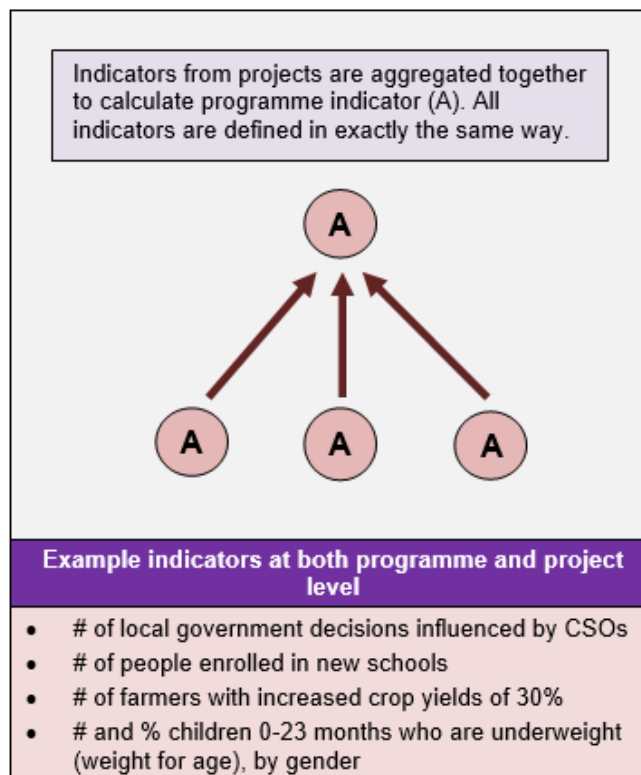 Indicators from projects are aggregated together
to calculate programme indicator (A). All
indicators are defined in exactly the same way.
A
A A A
Example indicators at both programme and project
level
• # of local government decisions influenced by CSOs
• # of people enrolled in new schools
• # of farmers with increased crop yields of 30%
• # and % children 0-23 months who are underweight
(weight for age), by gender